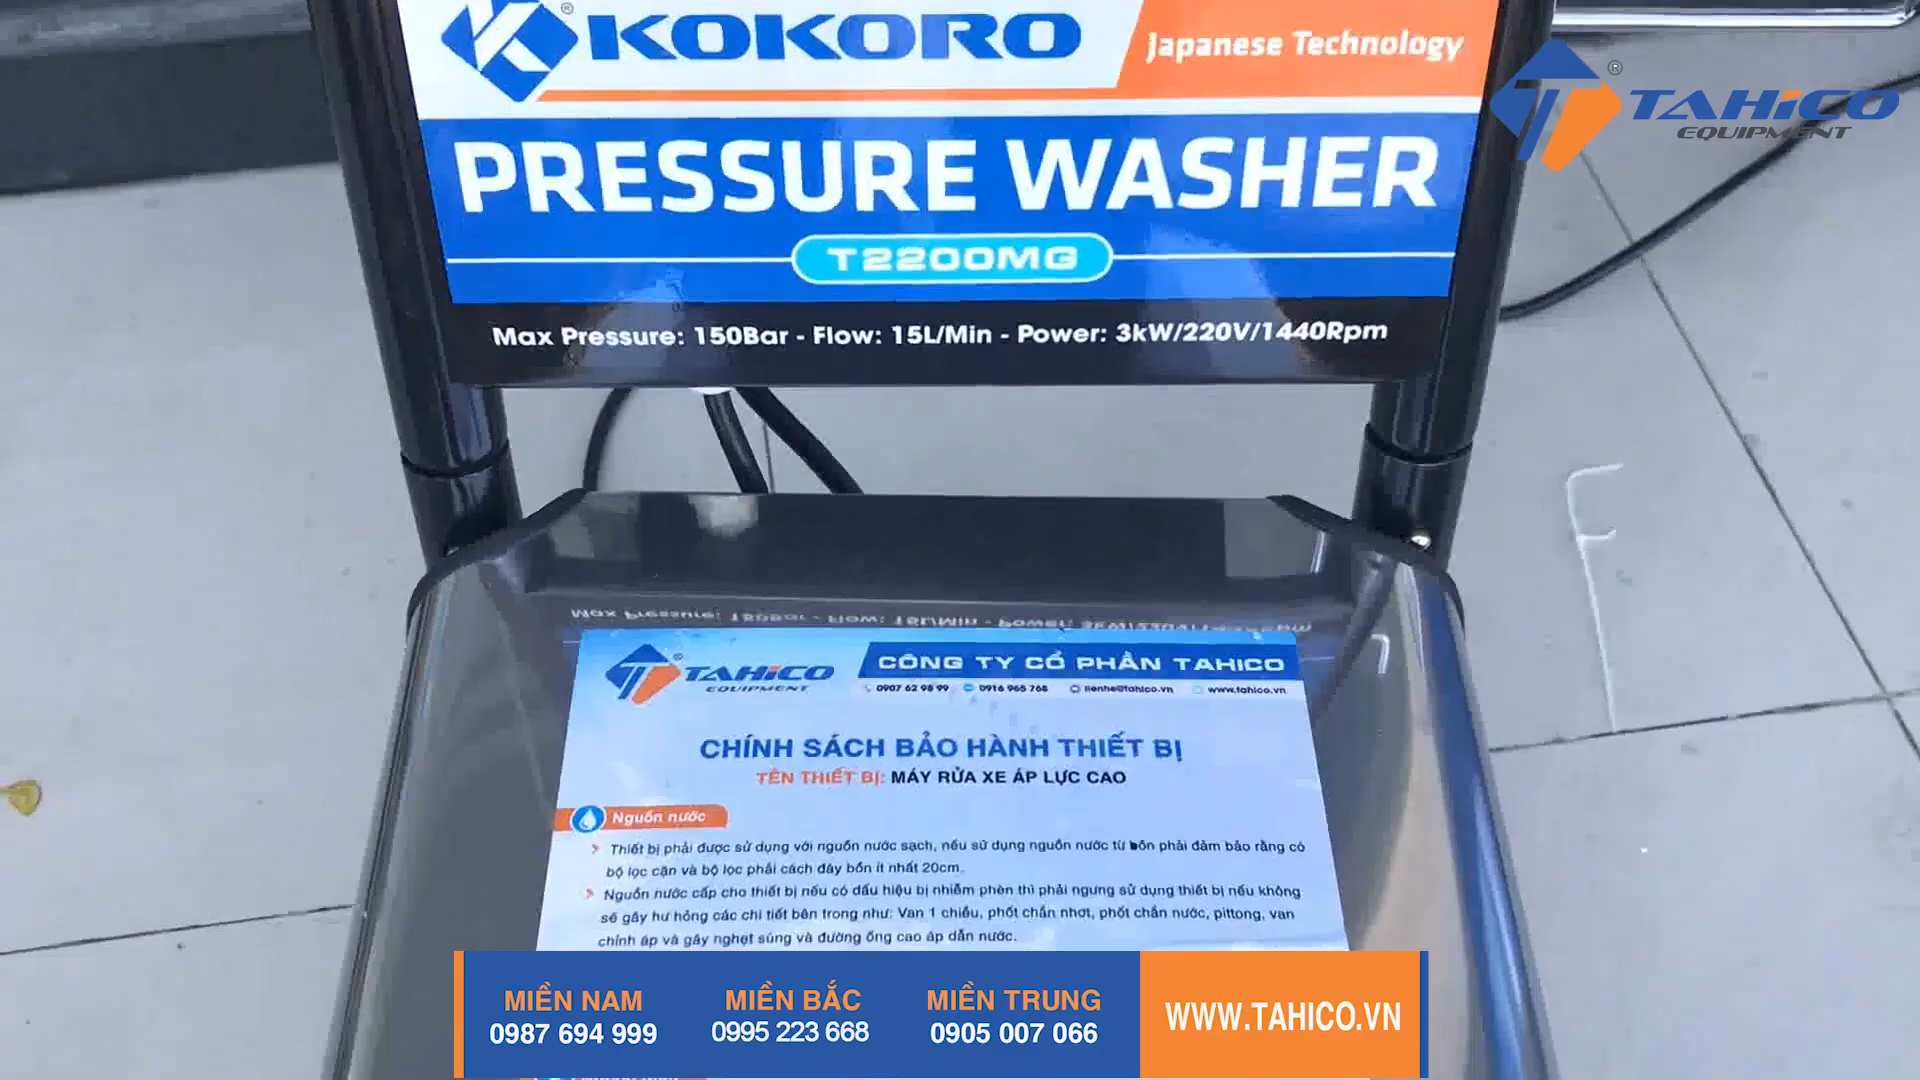 KOKORO
Japanese Technology
TAHICO
EQUIPMENT
PRESSURE WASHER
T2200MG
Max Pressure: 150Bar - Flow: 15L/Min - Power: 3kW/220V/1440Rpm
TAHICO
EQUIPMENT
CÔNG TY CỔ PHẦN TAHICO
0907 62 98 99 0916 965 768 lienhe@tahico.vn www.tahico.vn
CHÍNH SÁCH BẢO HÀNH THIẾT BỊ
TÊN THIẾT BỊ: MÁY RỬA XE ÁP LỰC CAO
Nguồn nước
Thiết bị phải được sử dụng với nguồn nước sạch, nếu sử dụng nguồn nước từ bồn phải đảm bảo rằng có
bộ lọc cặn và bộ lọc phải cách đáy bồn ít nhất 20cm.
Nguồn nước cấp cho thiết bị nếu có dấu hiệu bị nhiễm phèn thì phải ngưng sử dụng thiết bị nếu không
sẽ gây hư hỏng các chi tiết bên trong như: Van 1 chiều, phốt chắn nhớt, phốt chắn nước, pittong, van
chỉnh áp và gây nghẹt súng và đường ống cao áp dẫn nước.
MIỀN NAM
0987 694 999
MIỀN BẮC
0995 223 668
MIỀN TRUNG
0905 007 066
WWW.TAHICO.VN